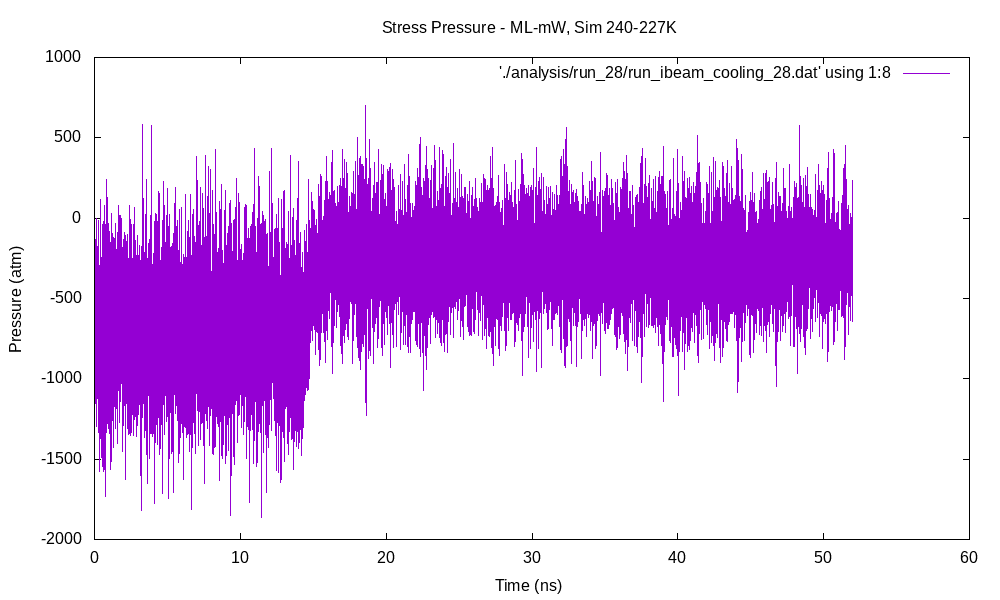 Stress Pressure - ML-mW, Sim 240-227K
'./analysis/run_28/run_ibeam_cooling_28.dat' using 1:8
1000
500
0
-500
-1000
-1500
-2000
Pressure (atm)
0 10 20 30 40 50 60
Time (ns)